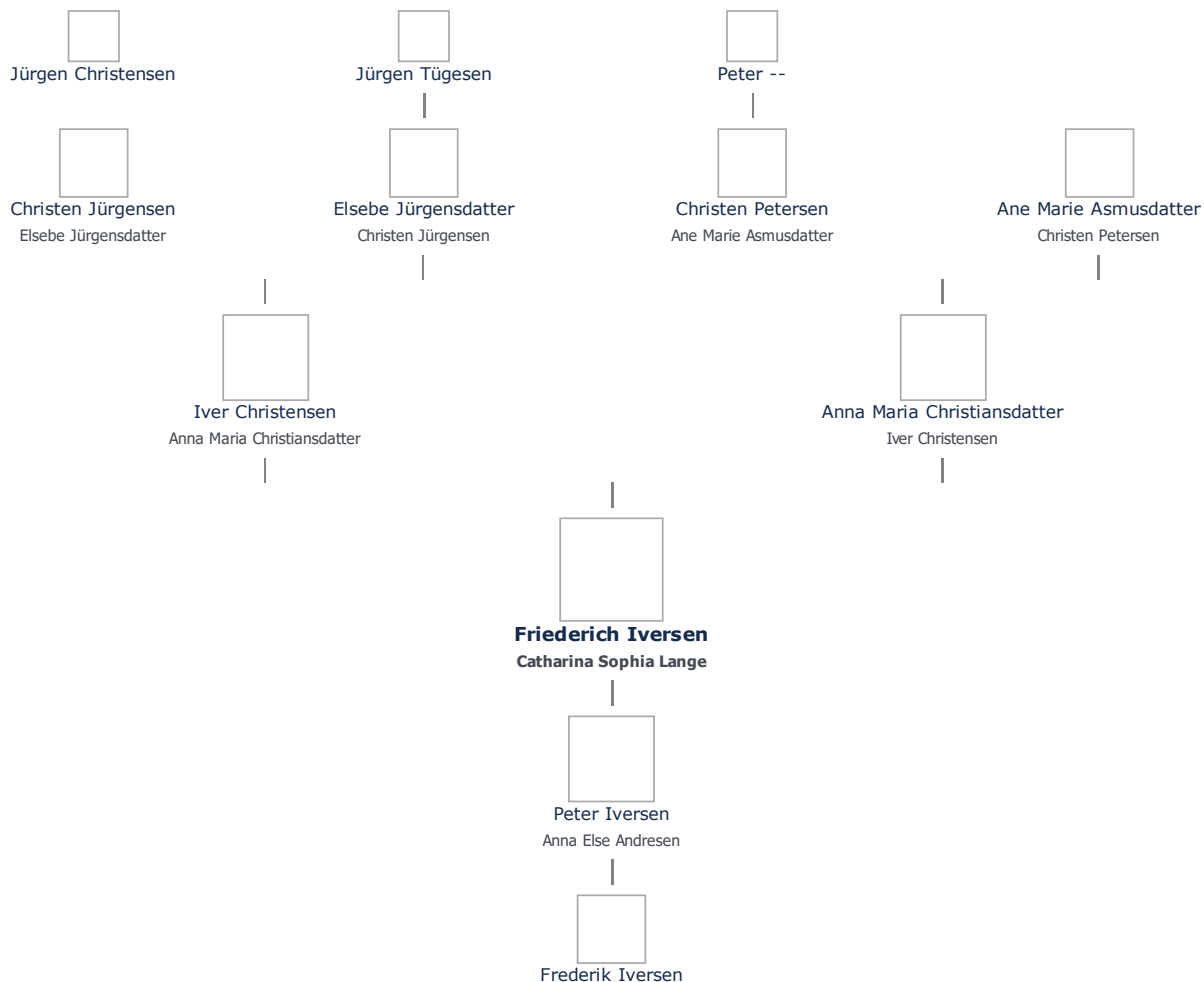 Jürgen Christensen
Jürgen Tügesen
Peter --
Christen Jürgensen
Elsebe Jürgensdatter
Elsebe Jürgensdatter
Christen Jürgensen
Christen Petersen
Ane Marie Asmusdatter
Ane Marie Asmusdatter
Christen Petersen
Iver Christensen
Anna Maria Christiansdatter
Anna Maria Christiansdatter
Iver Christensen
Friederich Iversen
Catharina Sophia Lange
Peter Iversen
Anna Else Andresen
Frederik Iversen